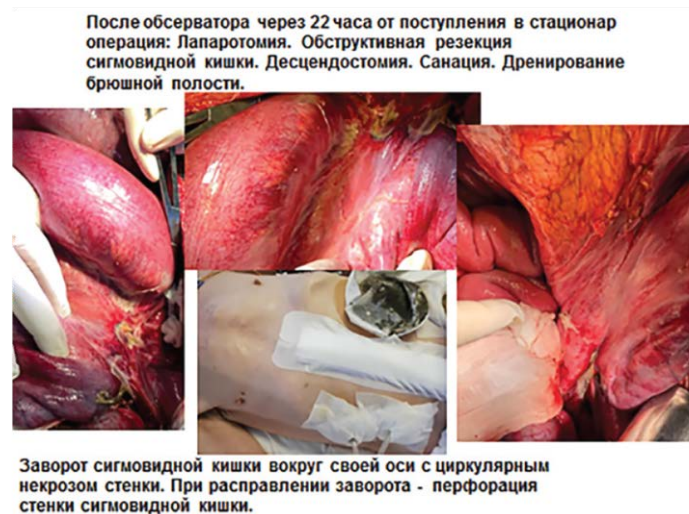 После обсерватора через 22 часа от поступления в стационар
операция: Лапаротомия. Обструктивная резекция
сигмовидной кишки. Десцендостомия. Санация. Дренирование
брюшной полости.
Заворот сигмовидной кишки вокруг своей оси с циркулярным
некрозом стенки. При расправлении заворота - перфорация
стенки сигмовидной кишки.